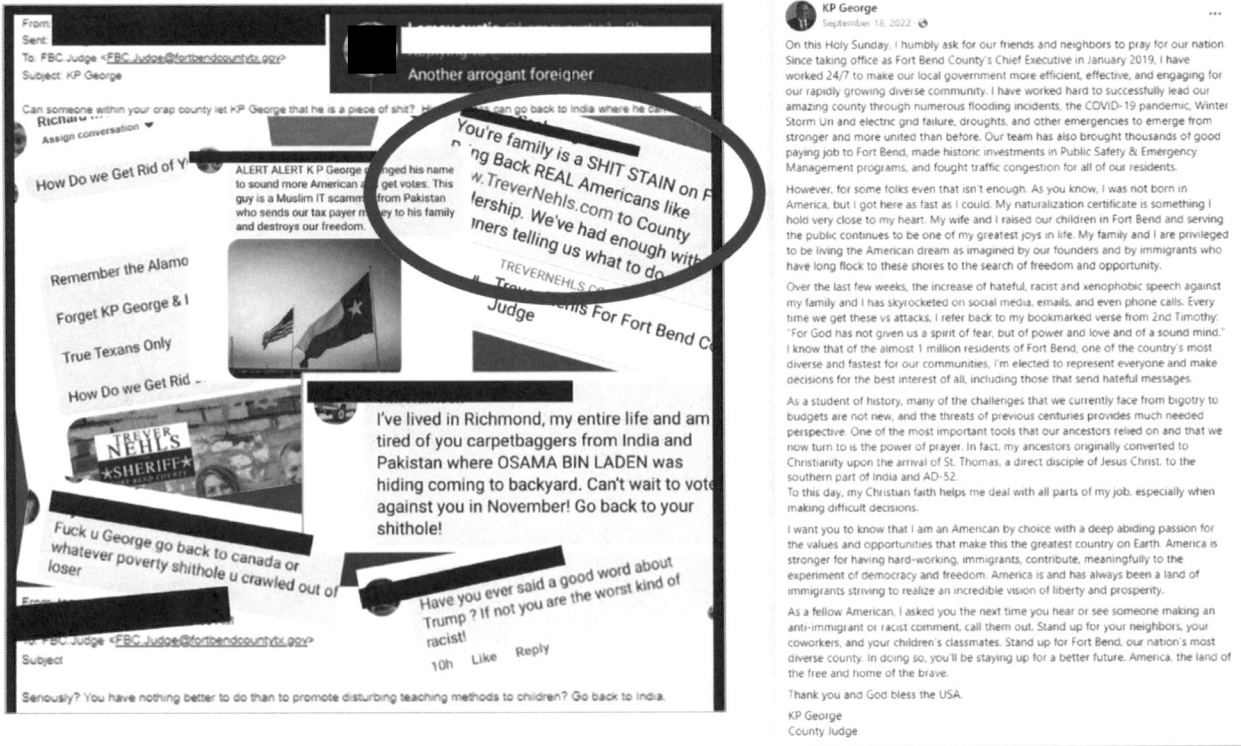 From:
Sent:
To: FBC.Judge <FBC.Judge@fortbendcountytx.gov>
Subject: KP George
Another arrogant foreigner
Can someone within your crap county let KP George that he is a piece of shit? can go back to India where he
Richard
Assign conversation
How Do we Get Rid of
ALERT ALERT K P George changed his name
to sound more American get votes. This
guy is a Muslim IT scammer from Pakistan
who sends our tax payer money to his family
and destroys our freedom.
You're family is a SHIT STAIN on F
Bring Back REAL Americans like
w.TreverNehls.com to County
dership. We've had enough with
telling us what to do
TREVERNEHLS.CO
Trever Nehls For Fort Bend Co
Judge
Remember the Alamo
Forget KP George &
True Texans Only
How Do we Get Rid
TREVER
NEHLS
★SHERIFF★
FORT BEND COUNTY
I've lived in Richmond, my entire life and am
tired of you carpetbaggers from India and
Pakistan where OSAMA BIN LADEN was
hiding coming to backyard. Can't wait to vote
against you in November! Go back to your
shithole!
Fuck u George go back to canada or
whatever poverty shithole u crawled out of
loser
Have you ever said a good word about
Trump ? If not you are the worst kind of
racist!
10h Like Reply
From:
To: FBC.Judge <FBC.Judge@fortbendcountytx.gov>
Subject
Seriously? You have nothing better to do than to promote disturbing teaching methods to children? Go back to India.
KP George
September 18, 2022
On this Holy Sunday, I humbly ask for our friends and neighbors to pray for our nation.
Since taking office as Fort Bend County's Chief Executive in January 2019, I have
worked 24/7 to make our local government more efficient, effective, and engaging for
our rapidly growing diverse community. I have worked hard to successfully lead our
amazing county through numerous flooding incidents, the COVID-19 pandemic, Winter
Storm Uri and electric grid failure, droughts, and other emergencies to emerge from
stronger and more united than before. Our team has also brought thousands of good
paying job to Fort Bend, made historic investments in Public Safety & Emergency
Management programs, and fought traffic congestion for all of our residents.
However, for some folks even that isn't enough. As you know, I was not born in
America, but I got here as fast as I could. My naturalization certificate is something I
hold very close to my heart. My wife and I raised our children in Fort Bend and serving
the public continues to be one of my greatest joys in life. My family and I are privileged
to be living the American dream as imagined by our founders and by immigrants who
have long flock to these shores to the search of freedom and opportunity.
Over the last few weeks, the increase of hateful, racist and xenophobic speech against
my family and I has skyrocketed on social media, emails, and even phone calls. Every
time we get these vs attacks, I refer back to my bookmarked verse from 2nd Timothy:
"For God has not given us a spirit of fear, but of power and love and of a sound mind."
I know that of the almost 1 million residents of Fort Bend, one of the country's most
diverse and fastest for our communities, I'm elected to represent everyone and make
decisions for the best interest of all, including those that send hateful messages.
As a student of history, many of the challenges that we currently face from bigotry to
budgets are not new, and the threats of previous centuries provides much needed
perspective. One of the most important tools that our ancestors relied on and that we
now turn to is the power of prayer. In fact, my ancestors originally converted to
Christianity upon the arrival of St. Thomas, a direct disciple of Jesus Christ, to the
southern part of India and AD-52.
To this day, my Christian faith helps me deal with all parts of my job, especially when
making difficult decisions.
I want you to know that I am an American by choice with a deep abiding passion for
the values and opportunities that make this the greatest country on Earth. America is
stronger for having hard-working, immigrants, contribute, meaningfully to the
experiment of democracy and freedom. America is and has always been a land of
immigrants striving to realize an incredible vision of liberty and prosperity.
As a fellow American, I asked you the next time you hear or see someone making an
anti-immigrant or racist comment, call them out. Stand up for your neighbors, your
coworkers, and your children's classmates. Stand up for Fort Bend, our nation's most
diverse county. In doing so, you'll be staying up for a better future. America, the land of
the free and home of the brave.
Thank you and God bless the USA.
KP George
County Judge